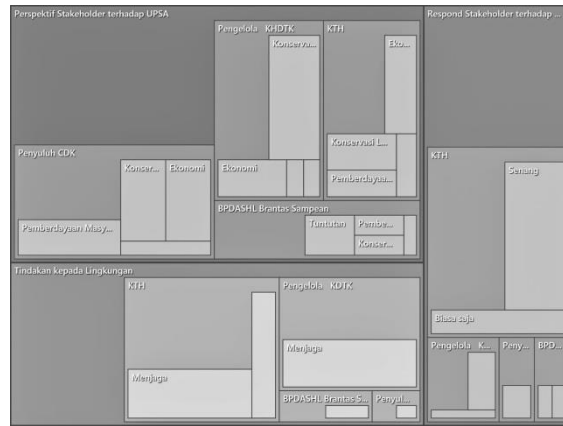 Perspektif Stakeholder terhadap UPSA
Respond Stakeholder terhadap ...
Pengelola KHDTK
KTH
Konserva...
Eko...
Konservasi L...
Ekonomi
Pemberdayaa...
Penyuluh CDK
Konser...
Ekonomi
Pemberdayaan Masy...
BPDASHL Brantas Sampean
Tuntutan
Pembe...
Konser...
KTH
Senang
Biasa saja
Pengelola K...
Peny...
BPD...
Tindakan kepada Lingkungan
KTH
Pengelola KDTK
Menjaga
Menjaga
BPDASHL Brantas S...
Penyul...